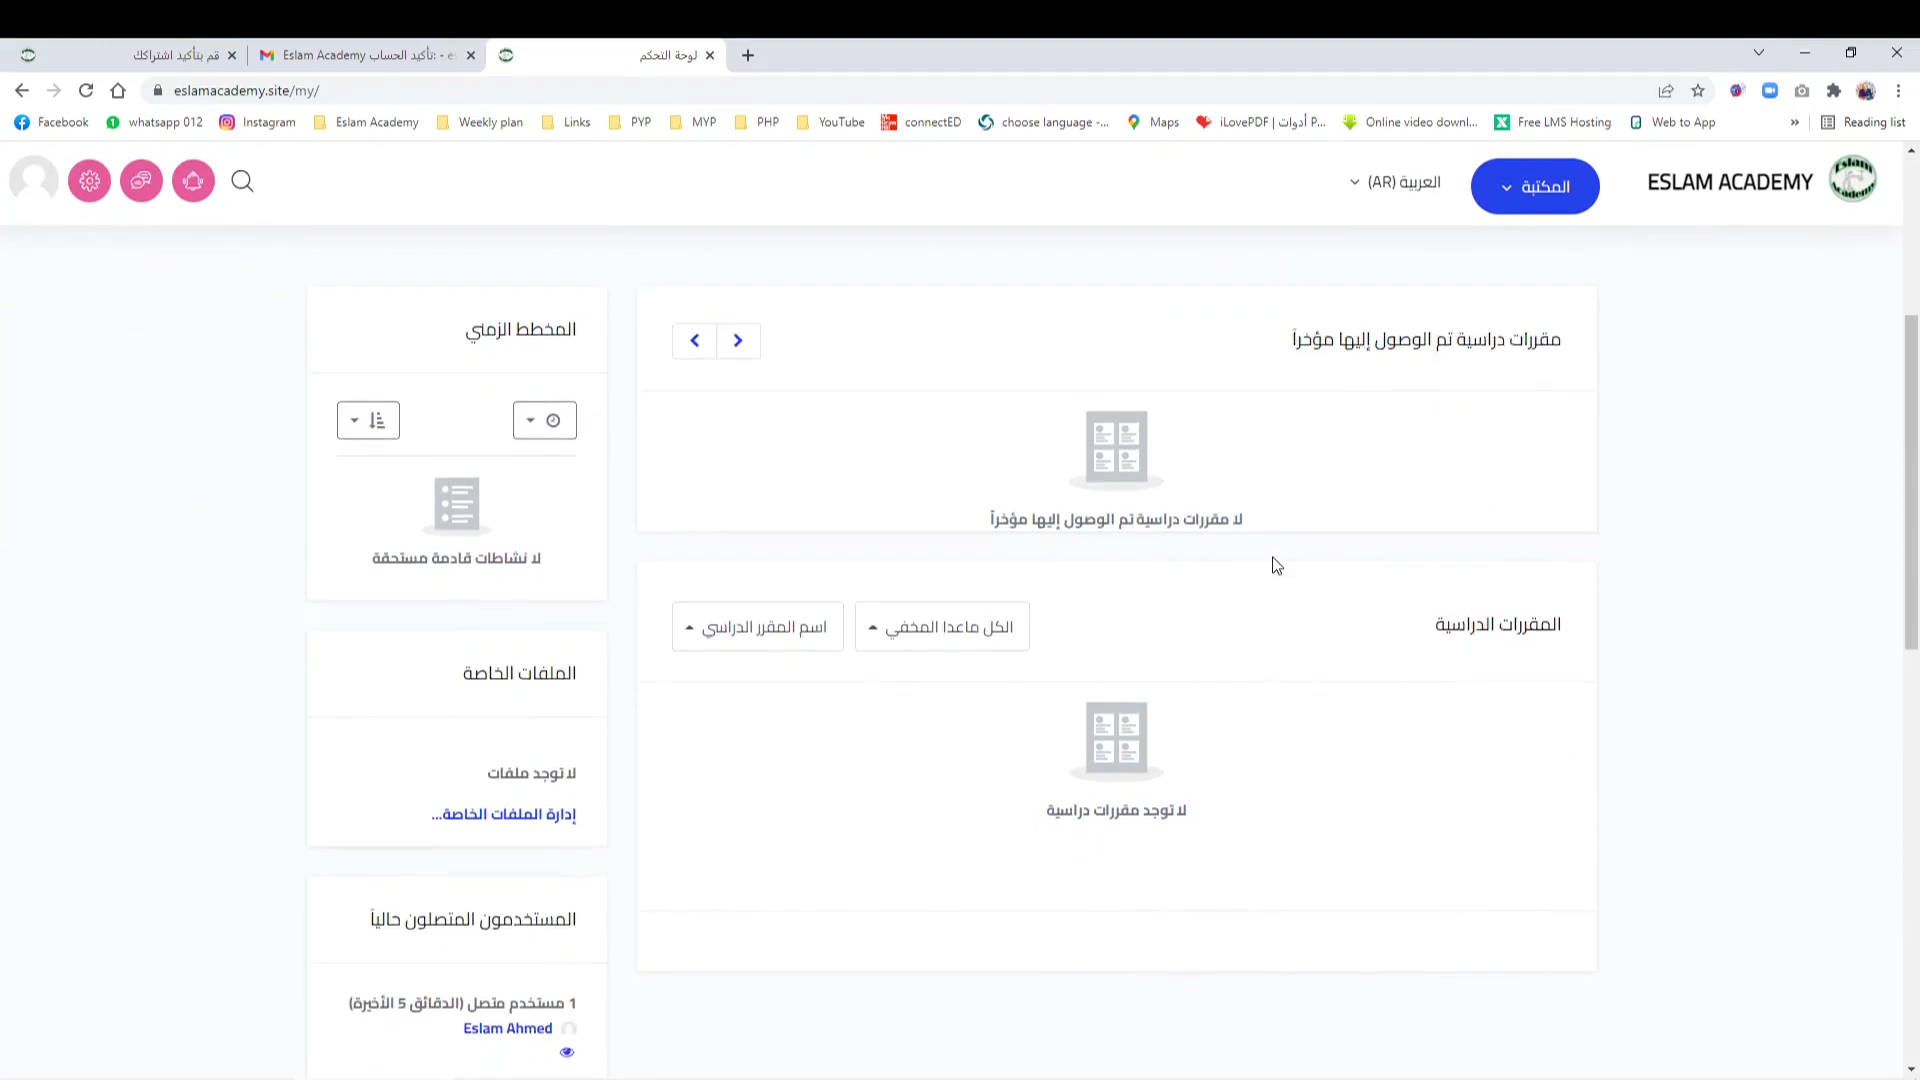 قم بتأكيد اشتراكك
Eslam Academy تأكيد الحساب: - es
لوحة التحكم
eslamacademy.site/my/
Facebook
whatsapp 012
Instagram
Eslam Academy
Weekly plan
Links
PYP
MYP
PHP
YouTube
connectED
choose language -...
Maps
iLovePDF | أدوات P...
Online video downl...
Free LMS Hosting
Web to App
»
Reading list
ESLAM ACADEMY
Eslam Academy
المكتبة
العربية ‎(AR)‎
مقررات دراسية تم الوصول إليها مؤخراً
لا مقررات دراسية تم الوصول إليها مؤخراً
المقررات الدراسية
الكل ماعدا المخفي
اسم المقرر الدراسي
لا توجد مقررات دراسية
المخطط الزمني
لا نشاطات قادمة مستحقة
الملفات الخاصة
لا توجد ملفات
إدارة الملفات الخاصة...
المستخدمون المتصلون حالياً
1 مستخدم متصل (الدقائق 5 الأخيرة)
Eslam Ahmed